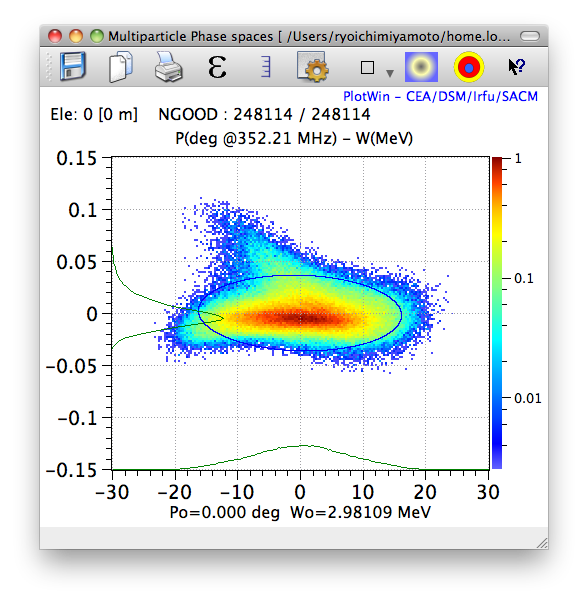 Multiparticle Phase spaces [ /Users/ryoichimiyamoto/home.lo...
ε
?
PlotWin - CEA/DSM/Irfu/SACM
Ele: 0 [0 m] NGOOD : 248114 / 248114
P(deg @352.21 MHz) - W(MeV)
0.15
0.1
0.05
0
-0.05
-0.1
-0.15
1
0.1
0.01
-30 -20 -10 0 10 20 30
Po=0.000 deg Wo=2.98109 MeV